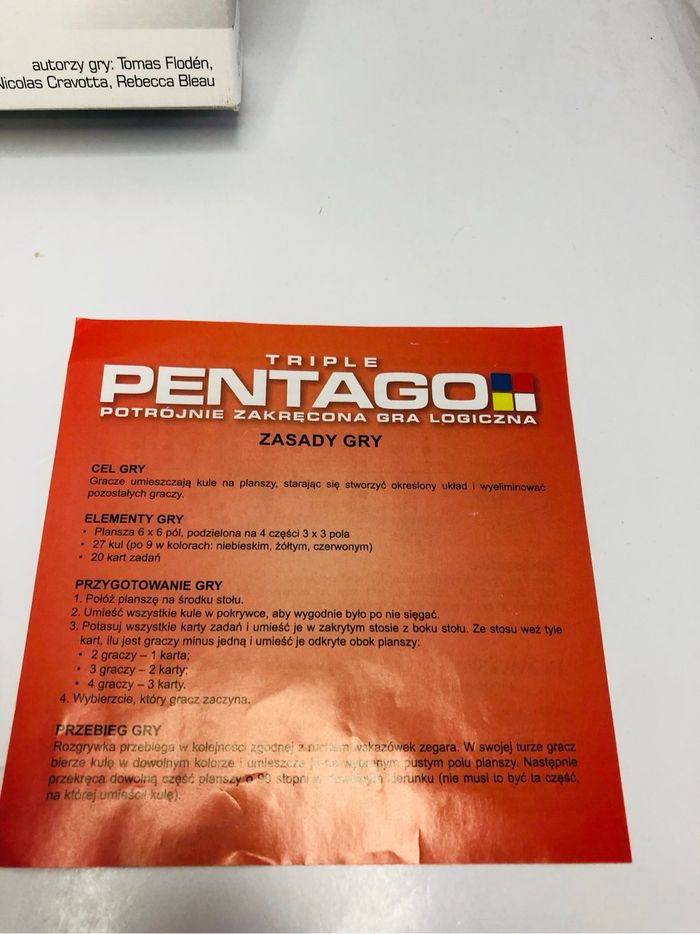 autorzy gry: Tomas Flodén,
Nicolas Cravotta, Rebecca Bleau
TRIPLE
PENTAGO
POTRÓJNIE ZAKRĘCONA GRA LOGICZNA
ZASADY GRY
CEL GRY
Gracze umieszczają kule na planszy, starając się stworzyć określony układ i wyeliminować
pozostałych graczy.
ELEMENTY GRY
• Plansza 6 x 6 pól, podzielona na 4 części 3 x 3 pola
• 27 kul (po 9 w kolorach: niebieskim, żółtym, czerwonym)
• 20 kart zadań
PRZYGOTOWANIE GRY
1. Połóż planszę na środku stołu.
2. Umieść wszystkie kule w pokrywce, aby wygodnie było po nie sięgać.
3. Potasuj wszystkie karty zadań i umieść je w zakrytym stosie z boku stołu. Ze stosu weź tyle
kart, ilu jest graczy minus jedną i umieść je odkryte obok planszy:
• 2 graczy – 1 karta;
• 3 graczy – 2 karty;
• 4 graczy – 3 karty.
4. Wybierzcie, który gracz zaczyna.
PRZEBIEG GRY
Rozgrywka przebiega w kolejności zgodnej z ruchem wskazówek zegara. W swojej turze gracz
bierze kulę w dowolnym kolorze i umieszcza ją na wybranym pustym polu planszy. Następnie
przekręca dowolną część planszy o 90 stopni w dowolnym kierunku (nie musi to być ta część,
na której umieścił kulę).